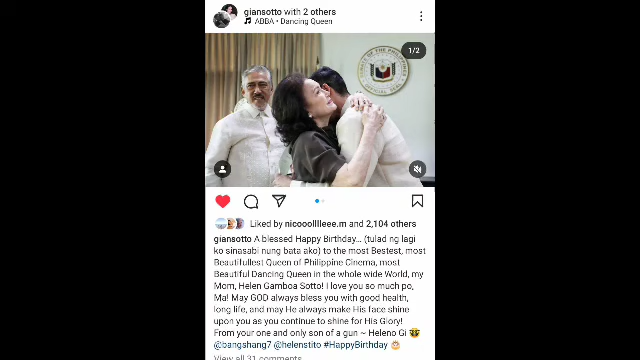 giansotto with 2 others
ABBA • Dancing Queen
1/2
OFFICIAL SEAL
Liked by nicooolllleee.m and 2,104 others
giansotto A blessed Happy Birthday… (tulad ng lagi
ko sinasabi nung bata ako) to the most Bestest, most
Beautifullest Queen of Philippine Cinema, most
Beautiful Dancing Queen in the whole wide World, my
Mom, Helen Gamboa Sotto! I love you so much po,
Ma! May GOD always bless you with good health,
long life, and may He always make His face shine
upon you as you continue to shine for His Glory!
From your one and only son of a gun ~ Heleno Gi 🤓
@bangshang7 @helenstito #HappyBirthday 🎂
View all 31 comments